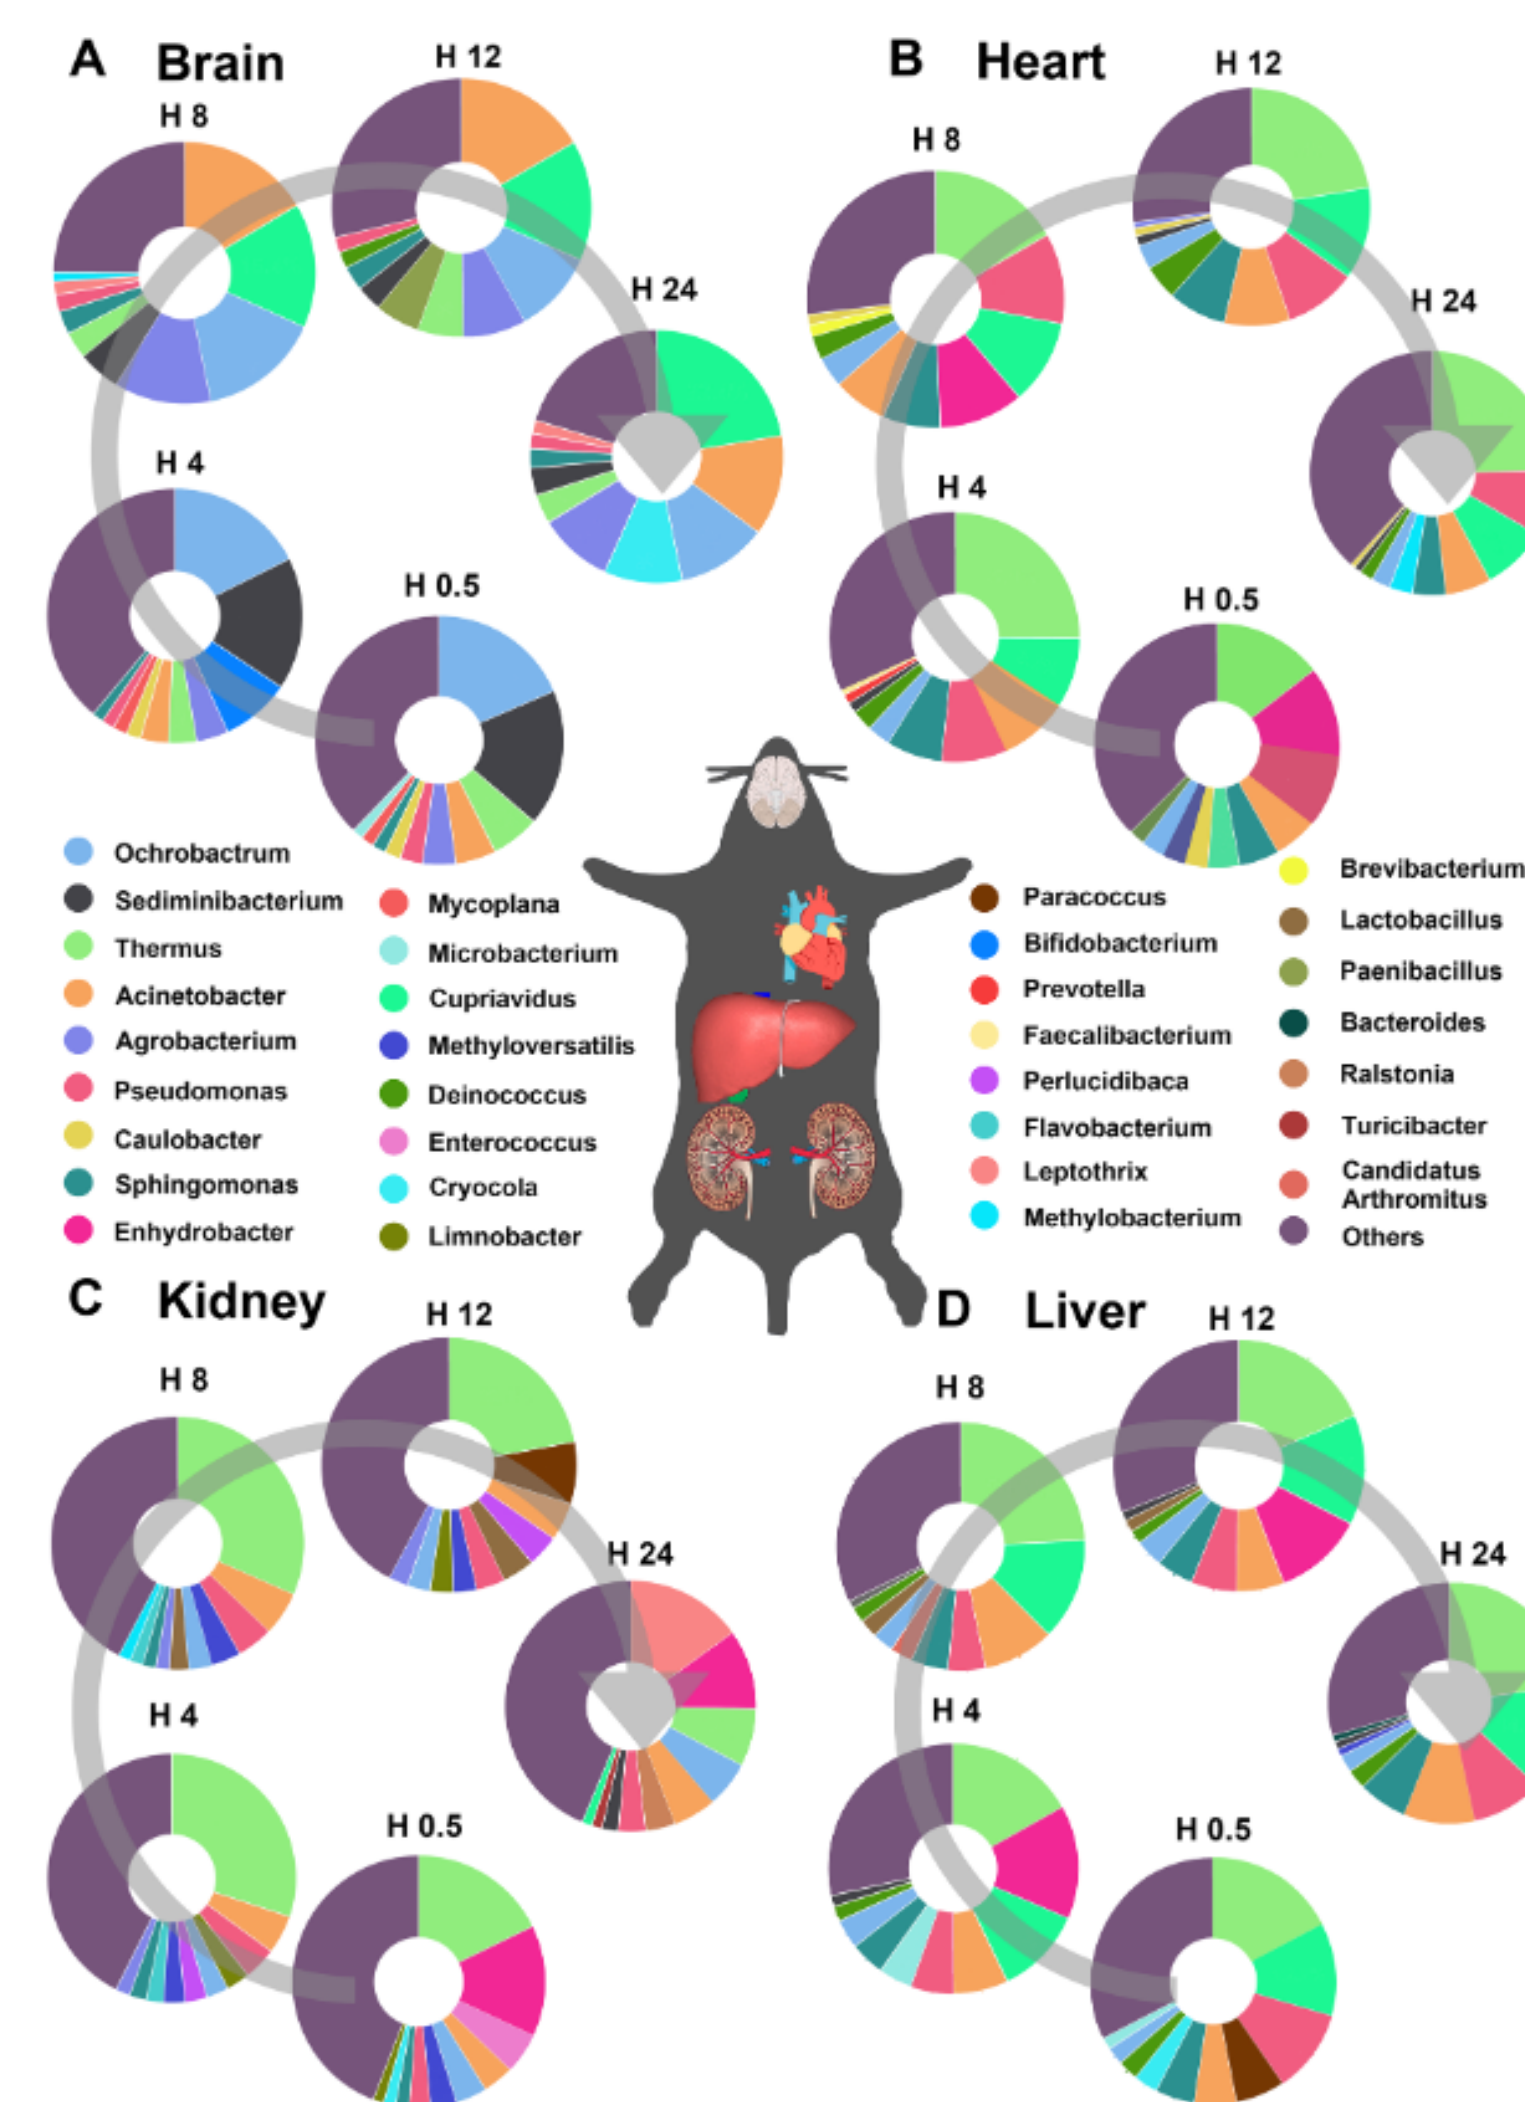 A Brain
H 12
H 8
H 24
H 4
H 0.5
B Heart
H 12
H 8
H 24
H 4
H 0.5
Ochrobactrum
Sediminibacterium
Thermus
Acinetobacter
Agrobacterium
Pseudomonas
Caulobacter
Sphingomonas
Enhydrobacter
Mycoplana
Microbacterium
Cupriavidus
Methyloversatilis
Deinococcus
Enterococcus
Cryocola
Limnobacter
Paracoccus
Bifidobacterium
Prevotella
Faecalibacterium
Perlucidibaca
Flavobacterium
Leptothrix
Methylobacterium
Brevibacterium
Lactobacillus
Paenibacillus
Bacteroides
Ralstonia
Turicibacter
Candidatus
Arthromitus
Others
C Kidney
H 12
H 8
H 24
H 4
H 0.5
D Liver
H 12
H 8
H 24
H 4
H 0.5